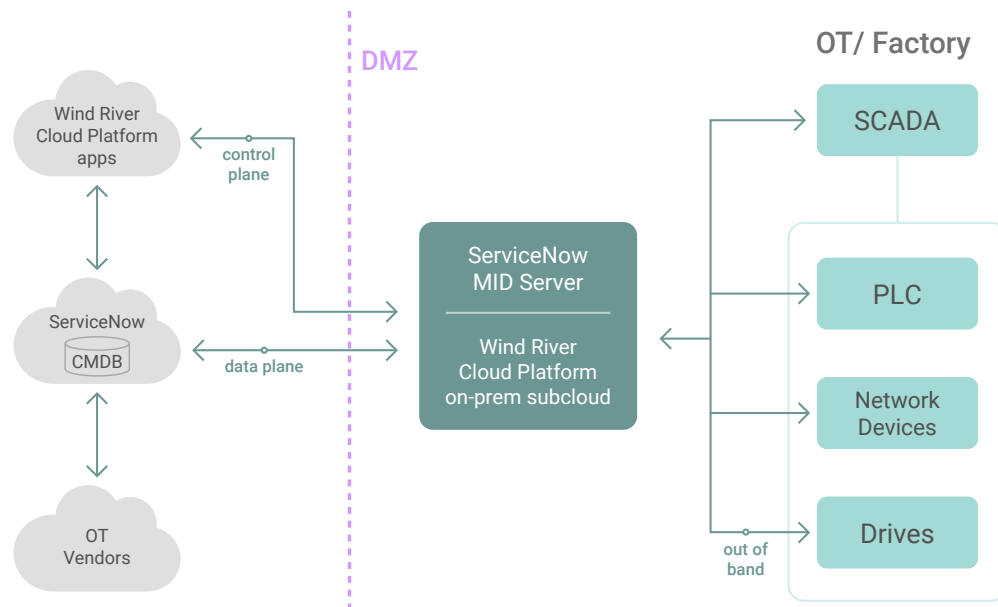 OT/ Factory
DMZ
Wind River
Cloud Platform
apps
control
plane
SCADA
ServiceNow
MID Server
Wind River
Cloud Platform
on-prem subcloud
PLC
ServiceNow
CMDB
data plane
Network
Devices
OT
Vendors
Drives
out of
band